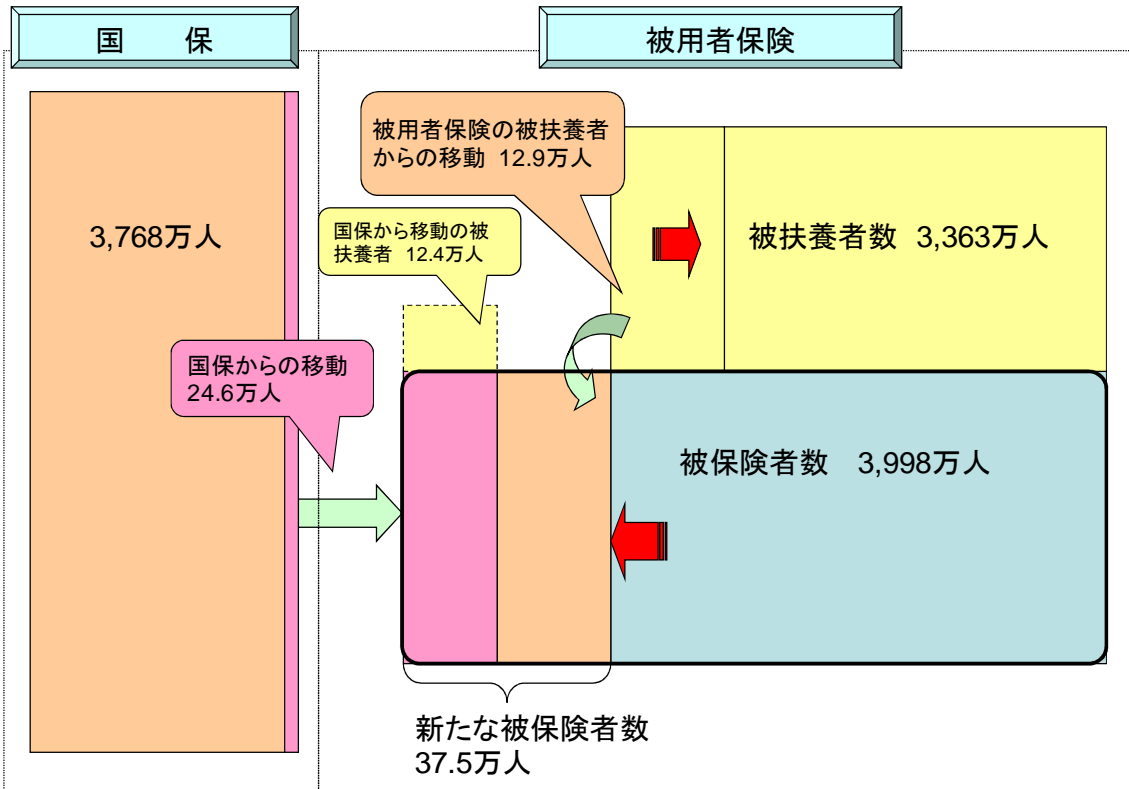 国　保
被用者保険
被用者保険の被扶養者
からの移動 12.9万人
3,768万人
国保から移動の被
扶養者 12.4万人
被扶養者数 3,363万人
国保からの移動
24.6万人
被保険者数　3,998万人
新たな被保険者数
37.5万人